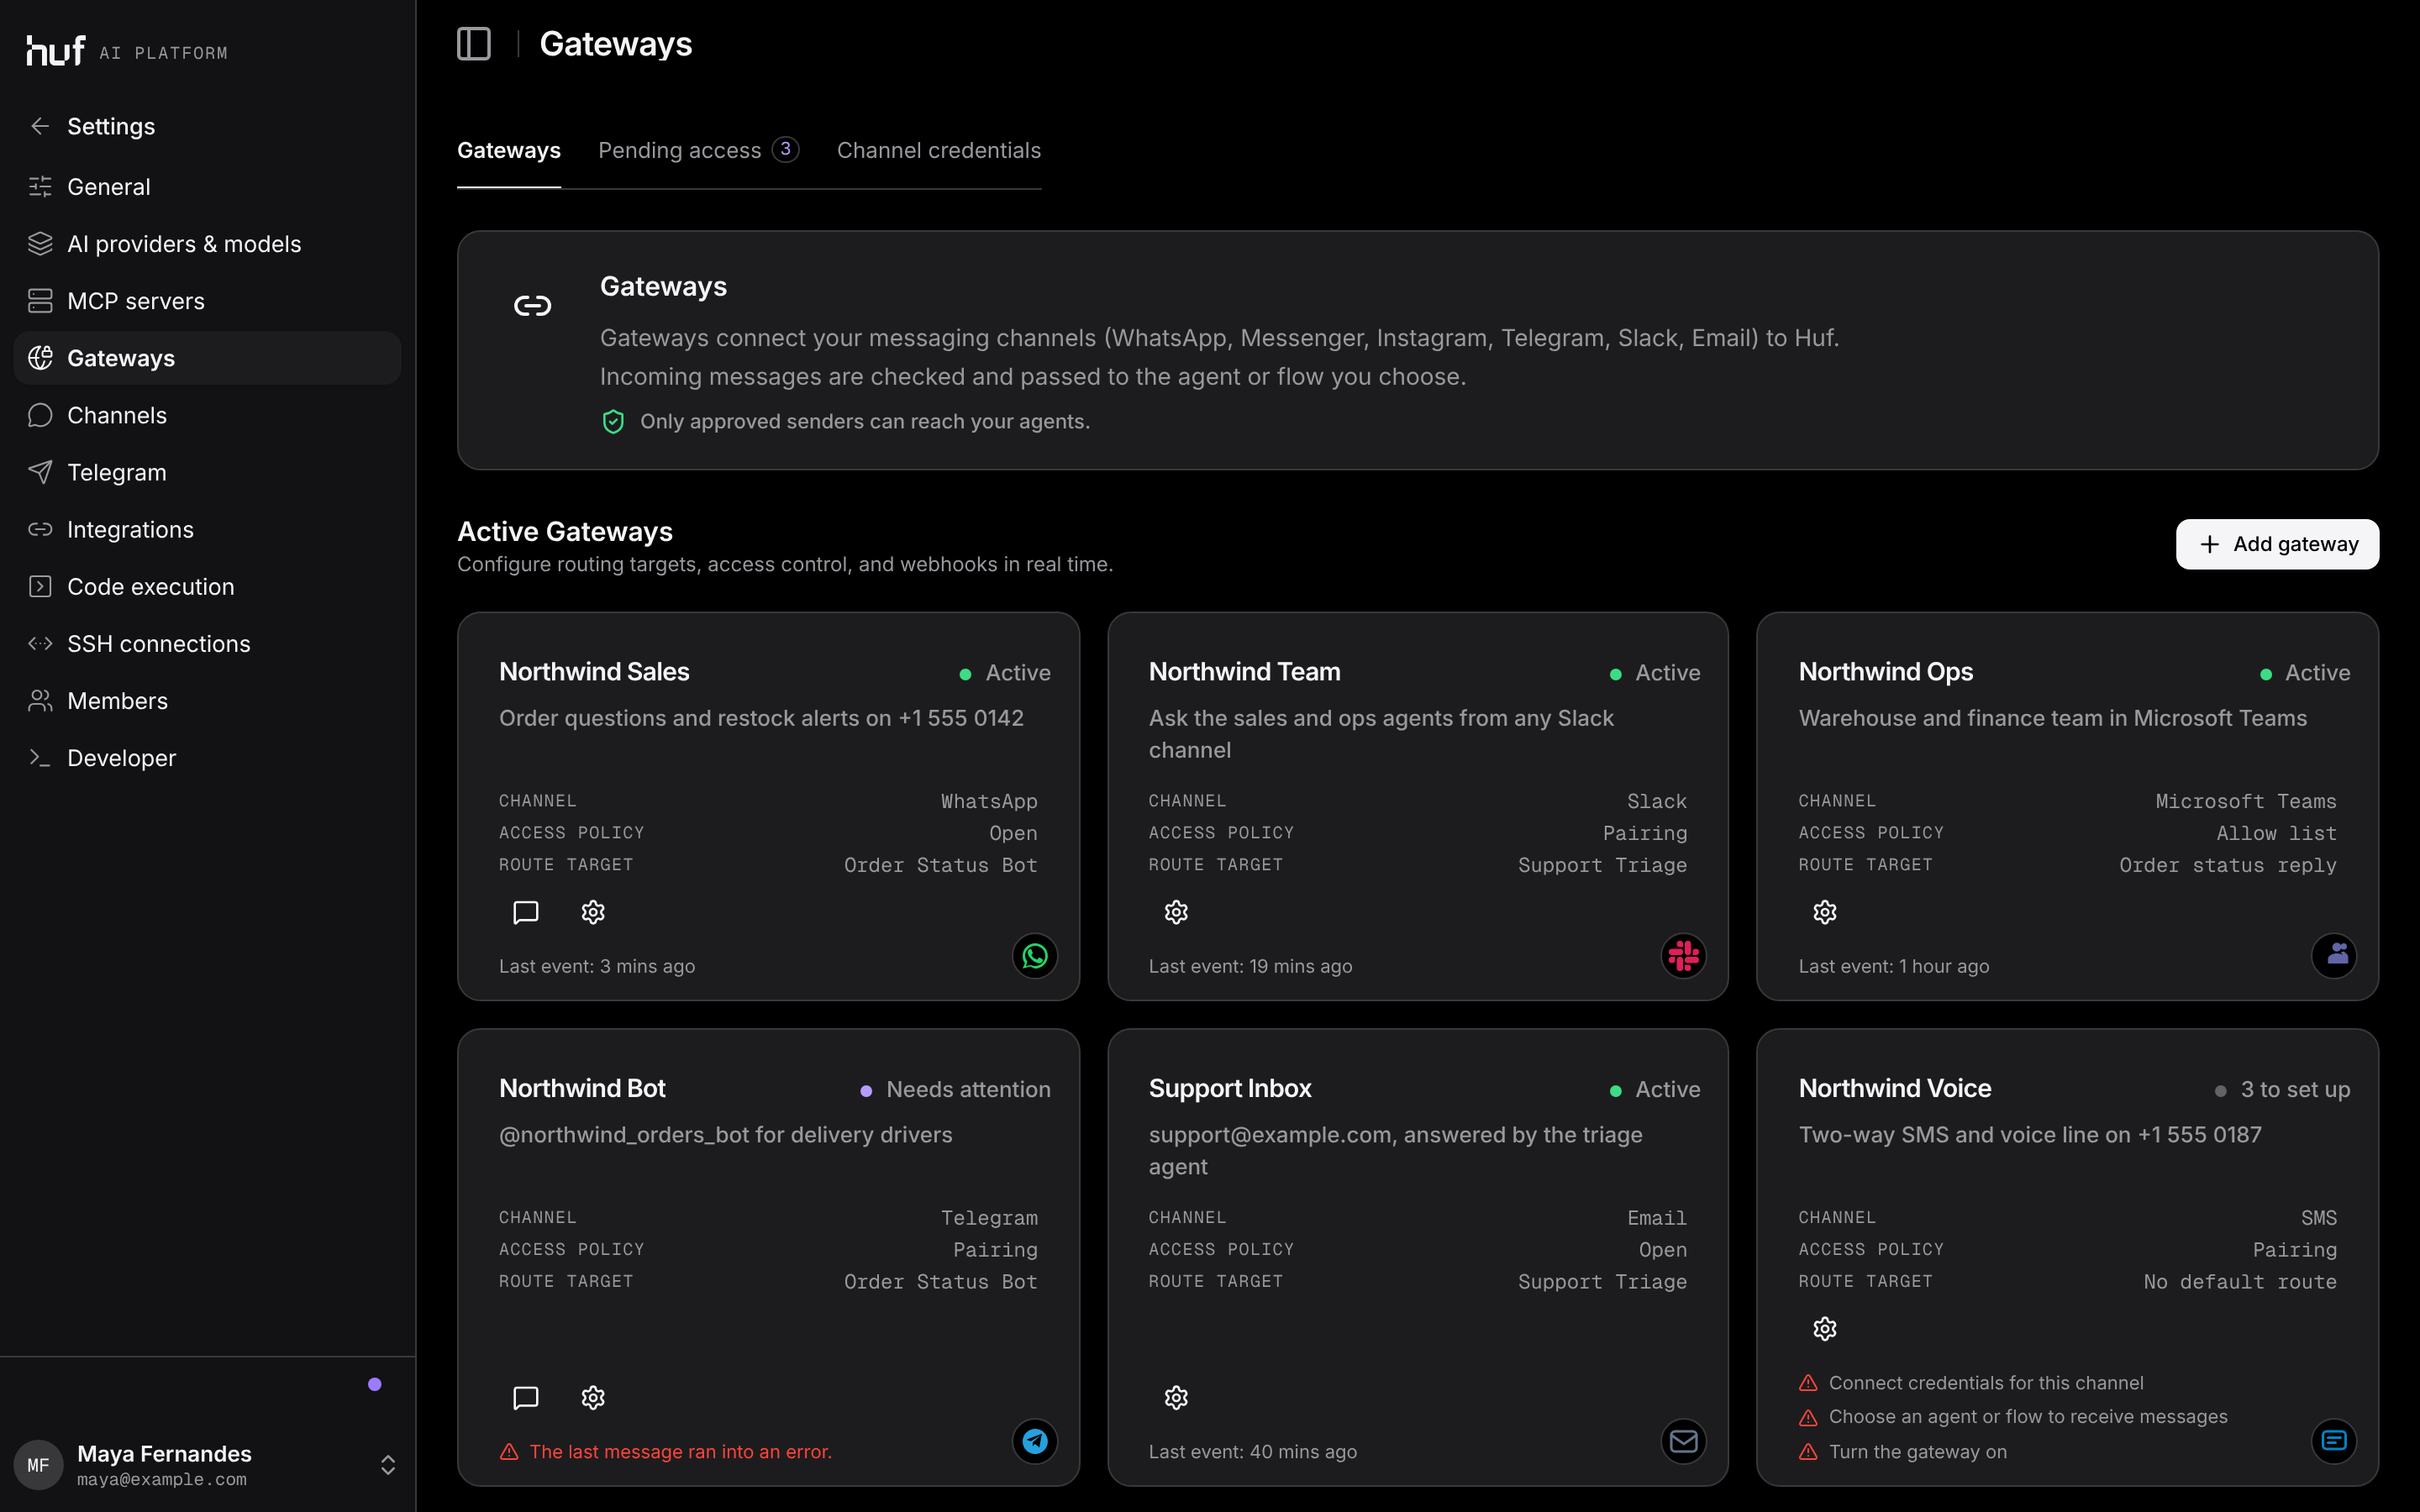 huf AI PLATFORM
Settings
General
AI providers & models
MCP servers
Gateways
Channels
Telegram
Integrations
Code execution
SSH connections
Members
Developer
MF
Maya Fernandes
maya@example.com
Gateways
Gateways Pending access 3 Channel credentials
Gateways
Gateways connect your messaging channels (WhatsApp, Messenger, Instagram, Telegram, Slack, Email) to Huf.
Incoming messages are checked and passed to the agent or flow you choose.
Only approved senders can reach your agents.
Active Gateways
Configure routing targets, access control, and webhooks in real time.
Add gateway
Northwind Sales Active
Order questions and restock alerts on +1 555 0142
CHANNEL WhatsApp
ACCESS POLICY Open
ROUTE TARGET Order Status Bot
Last event: 3 mins ago
Northwind Team Active
Ask the sales and ops agents from any Slack
channel
CHANNEL Slack
ACCESS POLICY Pairing
ROUTE TARGET Support Triage
Last event: 19 mins ago
Northwind Ops Active
Warehouse and finance team in Microsoft Teams
CHANNEL Microsoft Teams
ACCESS POLICY Allow list
ROUTE TARGET Order status reply
Last event: 1 hour ago
Northwind Bot Needs attention
@northwind_orders_bot for delivery drivers
CHANNEL Telegram
ACCESS POLICY Pairing
ROUTE TARGET Order Status Bot
The last message ran into an error.
Support Inbox Active
support@example.com, answered by the triage
agent
CHANNEL Email
ACCESS POLICY Open
ROUTE TARGET Support Triage
Last event: 40 mins ago
Northwind Voice 3 to set up
Two-way SMS and voice line on +1 555 0187
CHANNEL SMS
ACCESS POLICY Pairing
ROUTE TARGET No default route
Connect credentials for this channel
Choose an agent or flow to receive messages
Turn the gateway on